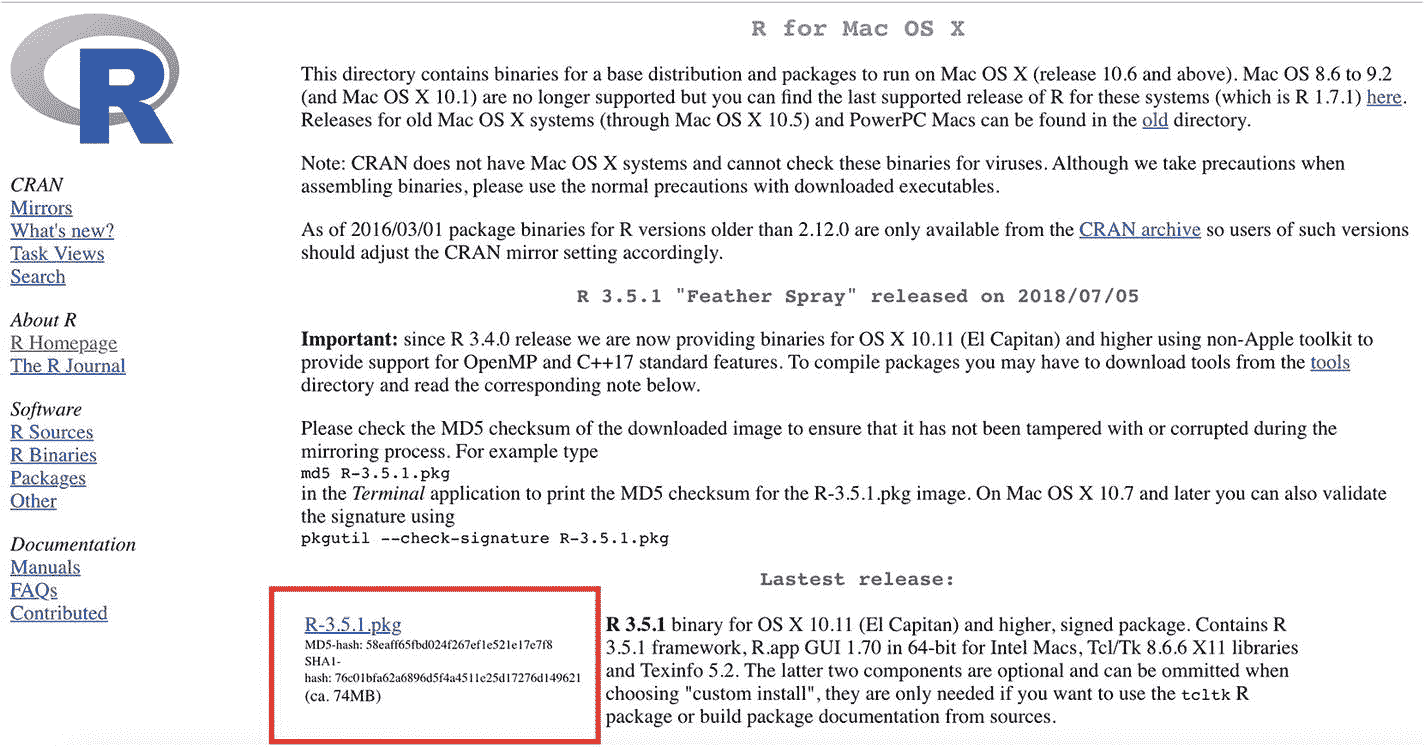 R
CRAN
Mirrors
What's new?
Task Views
Search
About R
R Homepage
The R Journal
Software
R Sources
R Binaries
Packages
Other
Documentation
Manuals
FAQs
Contributed
R for Mac OS X
This directory contains binaries for a base distribution and packages to run on Mac OS X (release 10.6 and above). Mac OS 8.6 to 9.2
(and Mac OS X 10.1) are no longer supported but you can find the last supported release of R for these systems (which is R 1.7.1) here.
Releases for old Mac OS X systems (through Mac OS X 10.5) and PowerPC Macs can be found in the old directory.
Note: CRAN does not have Mac OS X systems and cannot check these binaries for viruses. Although we take precautions when
assembling binaries, please use the normal precautions with downloaded executables.
As of 2016/03/01 package binaries for R versions older than 2.12.0 are only available from the CRAN archive so users of such versions
should adjust the CRAN mirror setting accordingly.
R 3.5.1 "Feather Spray" released on 2018/07/05
Important: since R 3.4.0 release we are now providing binaries for OS X 10.11 (El Capitan) and higher using non-Apple toolkit to
provide support for OpenMP and C++17 standard features. To compile packages you may have to download tools from the tools
directory and read the corresponding note below.
Please check the MD5 checksum of the downloaded image to ensure that it has not been tampered with or corrupted during the
mirroring process. For example type
md5 R-3.5.1.pkg
in the Terminal application to print the MD5 checksum for the R-3.5.1.pkg image. On Mac OS X 10.7 and later you can also validate
the signature using
pkgutil --check-signature R-3.5.1.pkg
Lastest release:
R-3.5.1.pkg
MD5-hash: 58eaff65fbd024f267ef1e521e17e7f8
SHA1-
hash: 76c01bfa62a6896d5f4a4511e25d17276d149621
(ca. 74MB)
R 3.5.1 binary for OS X 10.11 (El Capitan) and higher, signed package. Contains R
3.5.1 framework, R.app GUI 1.70 in 64-bit for Intel Macs, Tcl/Tk 8.6.6 X11 libraries
and Texinfo 5.2. The latter two components are optional and can be ommitted when
choosing "custom install", they are only needed if you want to use the tcltk R
package or build package documentation from sources.